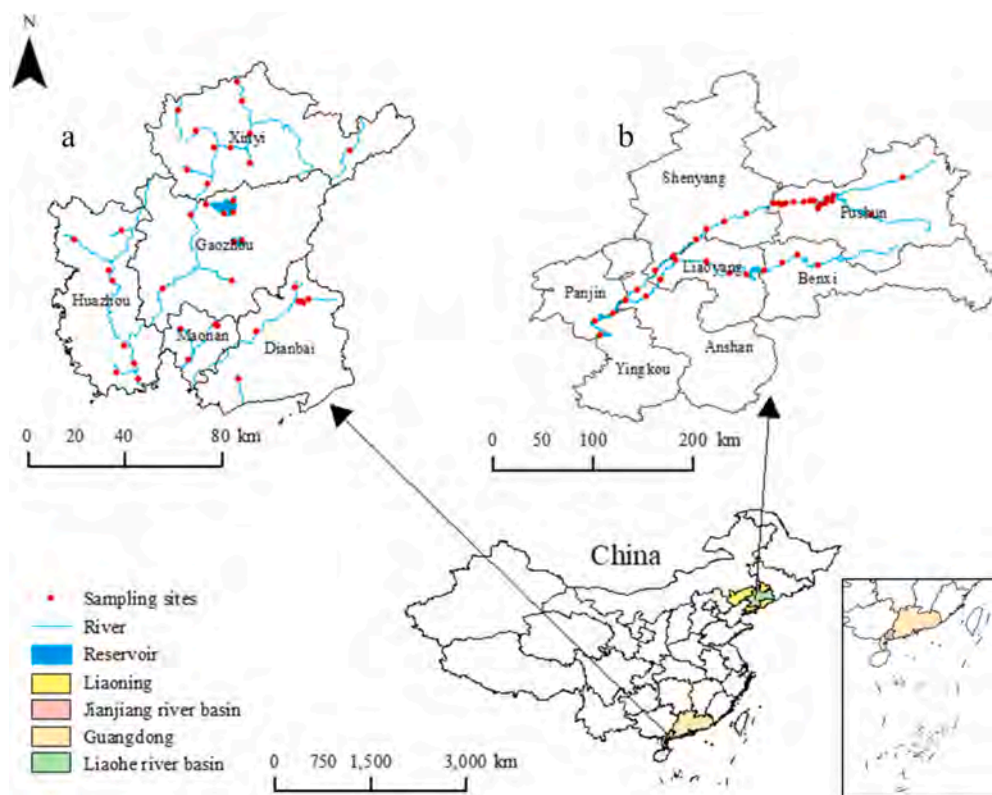 N
a
Xinyi
Gaozhou
Huazhou
Maonan
Dianbai
0 20 40 80 km
b
Shenyang
Fushun
Liaoyang
Benxi
Panjin
Anshan
Yingkou
0 50 100 200 km
China
Sampling sites
River
Reservoir
Liaoning
Jianjiang river basin
Guangdong
Liaohe river basin
0 750 1,500 3,000 km